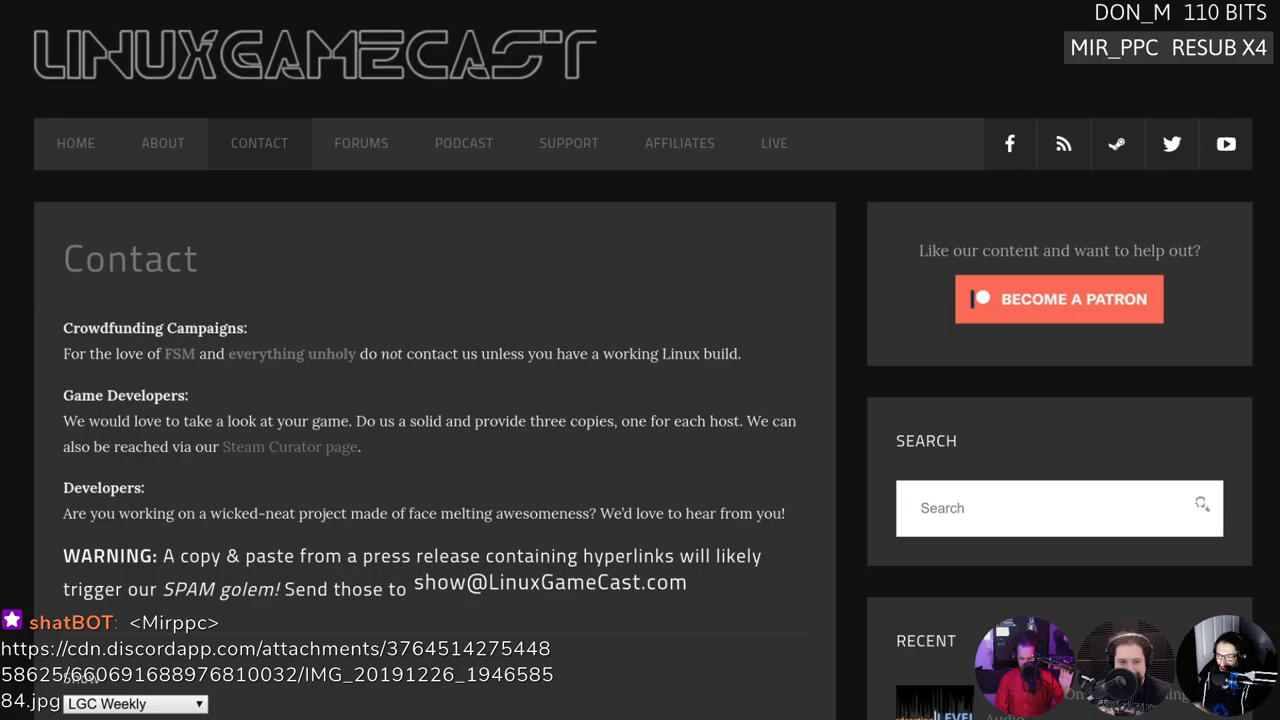 DON_M 110 BITS
MIR_PPC RESUB X4
LINUXGAMECAST
HOME ABOUT CONTACT FORUMS PODCAST SUPPORT AFFILIATES LIVE
Contact
Crowdfunding Campaigns:
For the love of FSM and everything unholy do not contact us unless you have a working Linux build.
Game Developers:
We would love to take a look at your game. Do us a solid and provide three copies, one for each host. We can
also be reached via our Steam Curator page.
Developers:
Are you working on a wicked-neat project made of face melting awesomeness? We'd love to hear from you!
WARNING: A copy & paste from a press release containing hyperlinks will likely
trigger our SPAM golem! Send those to show@LinuxGameCast.com
shatBOT: <Mirppc>
https://cdn.discordapp.com/attachments/3764514275448
58625/660691688976810032/IMG_20191226_1946585
84.jpg
LGC Weekly
Like our content and want to help out?
BECOME A PATRON
SEARCH
Search
RECENT
LEVEL
Audio